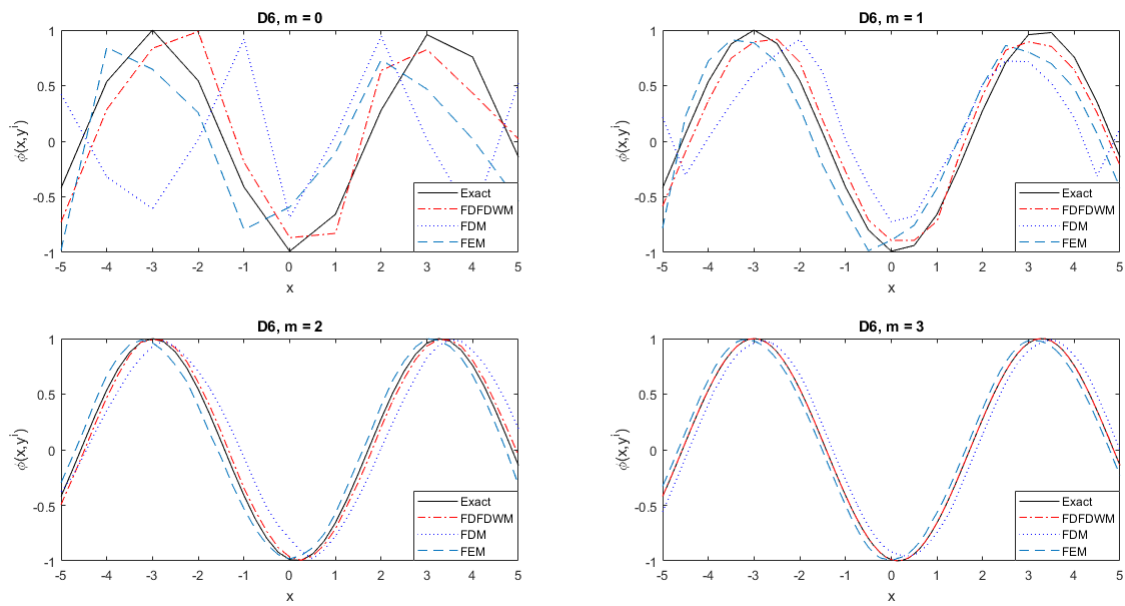 D6, m = 0
1
0.5
0
-0.5
-1
ϕ(x,y^j)
-5 -4 -3 -2 -1 0 1 2 3 4 5
x
Exact
FDFDWM
FDM
FEM
D6, m = 1
1
0.5
0
-0.5
-1
ϕ(x,y^j)
-5 -4 -3 -2 -1 0 1 2 3 4 5
x
Exact
FDFDWM
FDM
FEM
D6, m = 2
1
0.5
0
-0.5
-1
ϕ(x,y^j)
-5 -4 -3 -2 -1 0 1 2 3 4 5
x
Exact
FDFDWM
FDM
FEM
D6, m = 3
1
0.5
0
-0.5
-1
ϕ(x,y^j)
-5 -4 -3 -2 -1 0 1 2 3 4 5
x
Exact
FDFDWM
FDM
FEM